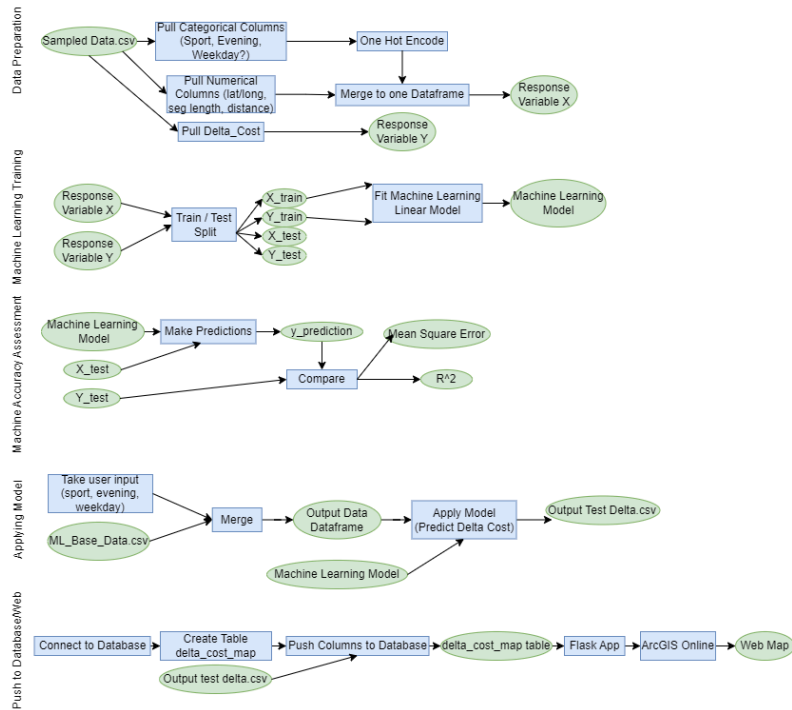 Data Preparation
Sampled Data.csv
Pull Categorical Columns
(Sport, Evening,
Weekday?)
One Hot Encode
Pull Numerical
Columns (lat/long,
seg length, distance)
Merge to one Dataframe
Response
Variable X
Pull Delta_Cost
Response
Variable Y
Machine Learning Training
Response
Variable X
Response
Variable Y
Train / Test
Split
X_train
Y_train
X_test
Y_test
Fit Machine Learning
Linear Model
Machine Learning
Model
Machine Accuracy Assessment
Machine Learning
Model
X_test
Y_test
Make Predictions
y_prediction
Compare
Mean Square Error
R^2
Applying Model
Take user input
(sport, evening,
weekday)
ML_Base_Data.csv
Merge
Output Data
Dataframe
Machine Learning Model
Apply Model
(Predict Delta Cost)
Output Test Delta.csv
Push to Database/Web
Connect to Database
Create Table
delta_cost_map
Output test delta.csv
Push Columns to Database
delta_cost_map table
Flask App
ArcGIS Online
Web Map